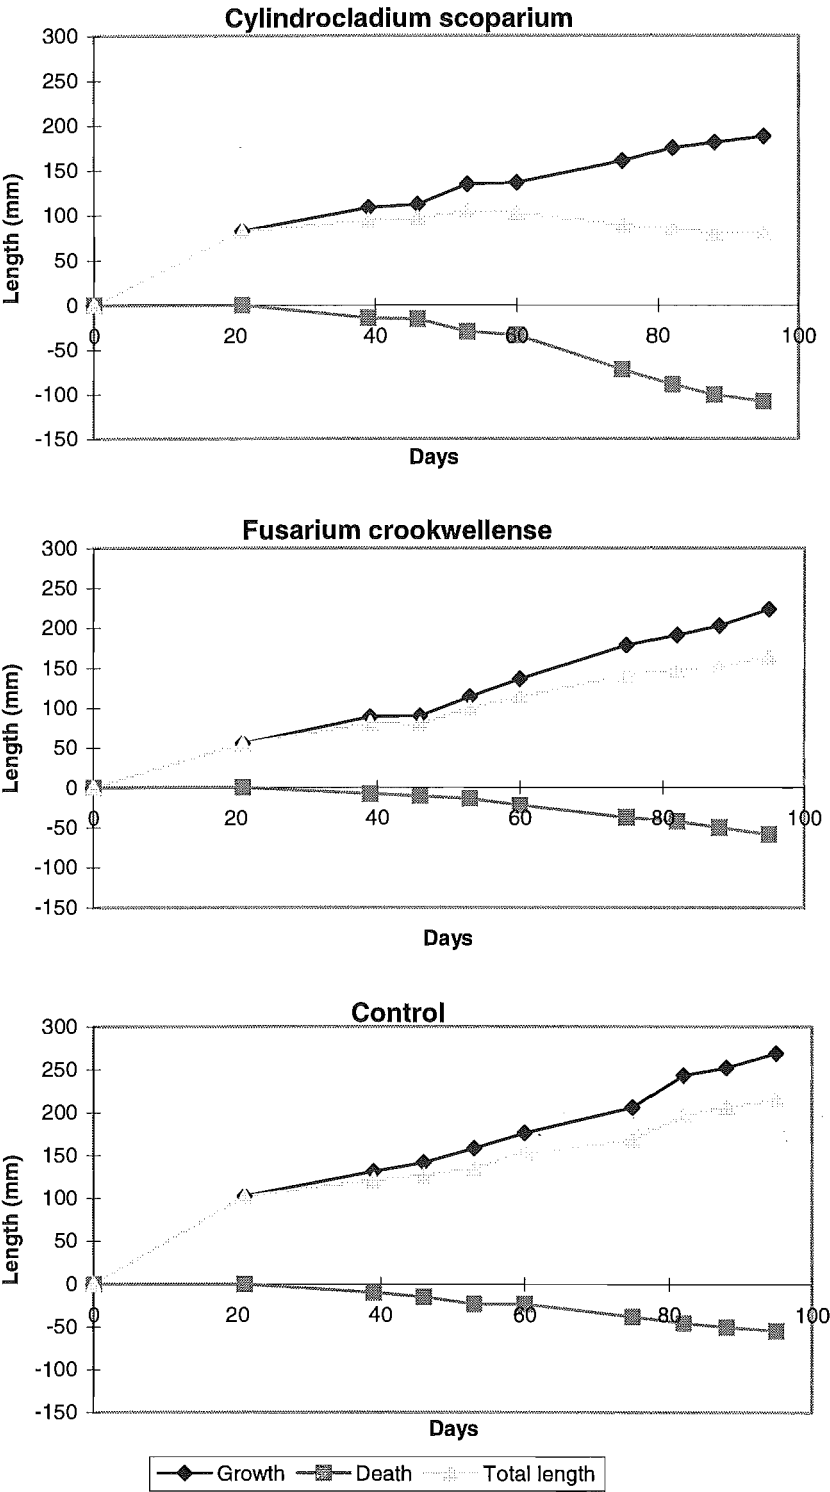 Cylindrocladium scoparium
300
250
200
150
100
50
0
-50
-100
-150
Length (mm)
0 20 40 60 80 100
Days
Fusarium crookwellense
300
250
200
150
100
50
0
-50
-100
-150
Length (mm)
0 20 40 60 80 100
Days
Control
300
250
200
150
100
50
0
-50
-100
-150
Length (mm)
0 20 40 60 80 100
Days
Growth Death Total length